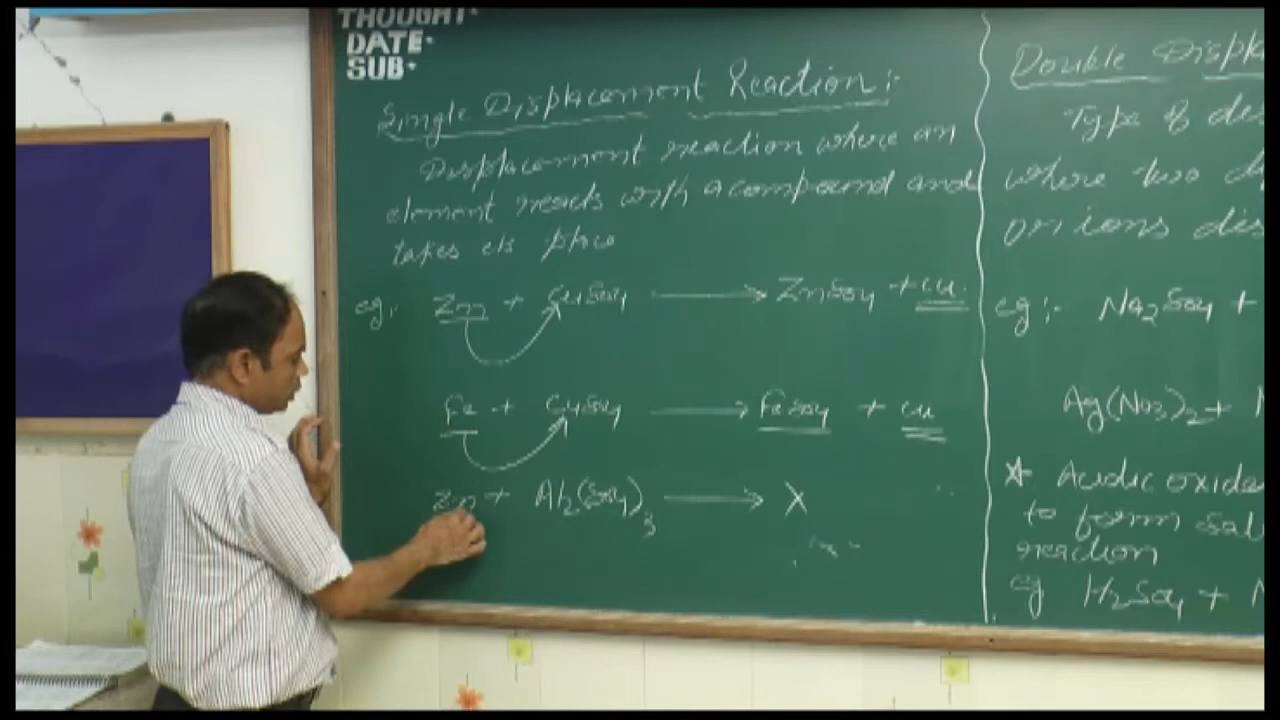 THOUGHT-
DATE-
SUB-
Single Displacement Reaction:-
Displacement reaction where an
element reacts with a compound and
takes its place
eg:- Zn + CuSO4 → ZnSO4 + Cu
Fe + CuSO4 → FeSO4 + Cu
Zn + Al2(SO4)3 → X
Double Displa
Type of dis
where two di
or ions dis
eg:- Na2SO4 +
Ag(NO3)2 +
* Acidic oxide
to form sal
reaction
eg H2SO4 +